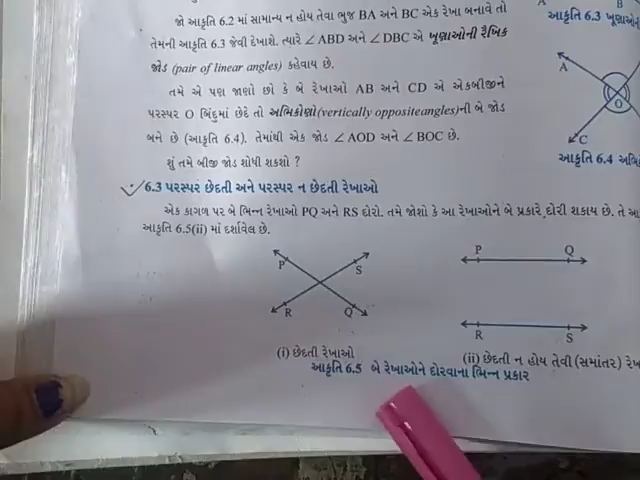 જો આકૃતિ 6.2 માં સામાન્ય ન હોય તેવા ભુજ BA અને BC એક રેખા બનાવે તો
તેમની આકૃતિ 6.3 જેવી દેખાશે. ત્યારે ∠ABD અને ∠DBC એ ખૂણાઓની રૈખિક
જોડ (pair of linear angles) કહેવાય છે.
તમે એ પણ જાણો છો કે બે રેખાઓ AB અને CD એ એકબીજીને
પરસ્પર O બિંદુમાં છેદે તો અભિકોણો (vertically oppositeangles)ની બે જોડ
બને છે (આકૃતિ 6.4). તેમાંથી એક જોડ ∠AOD અને ∠BOC છે.
શું તમે બીજી જોડ શોધી શકશો ?
B
આકૃતિ 6.3 ખૂણાઓની
A
O
C
આકૃતિ 6.4
6.3 પરસ્પર છેદતી અને પરસ્પર ન છેદતી રેખાઓ
એક કાગળ પર બે ભિન્ન રેખાઓ PQ અને RS દોરો. તમે જોશો કે આ રેખાઓને બે પ્રકારે દોરી શકાય છે. તે
આકૃતિ 6.5(ii) માં દર્શાવેલ છે.
P S
R Q
P Q
R S
(i) છેદતી રેખાઓ
(ii) છેદતી ન હોય તેવી (સમાંતર)
આકૃતિ 6.5 બે રેખાઓને દોરવાના ભિન્ન પ્રકાર